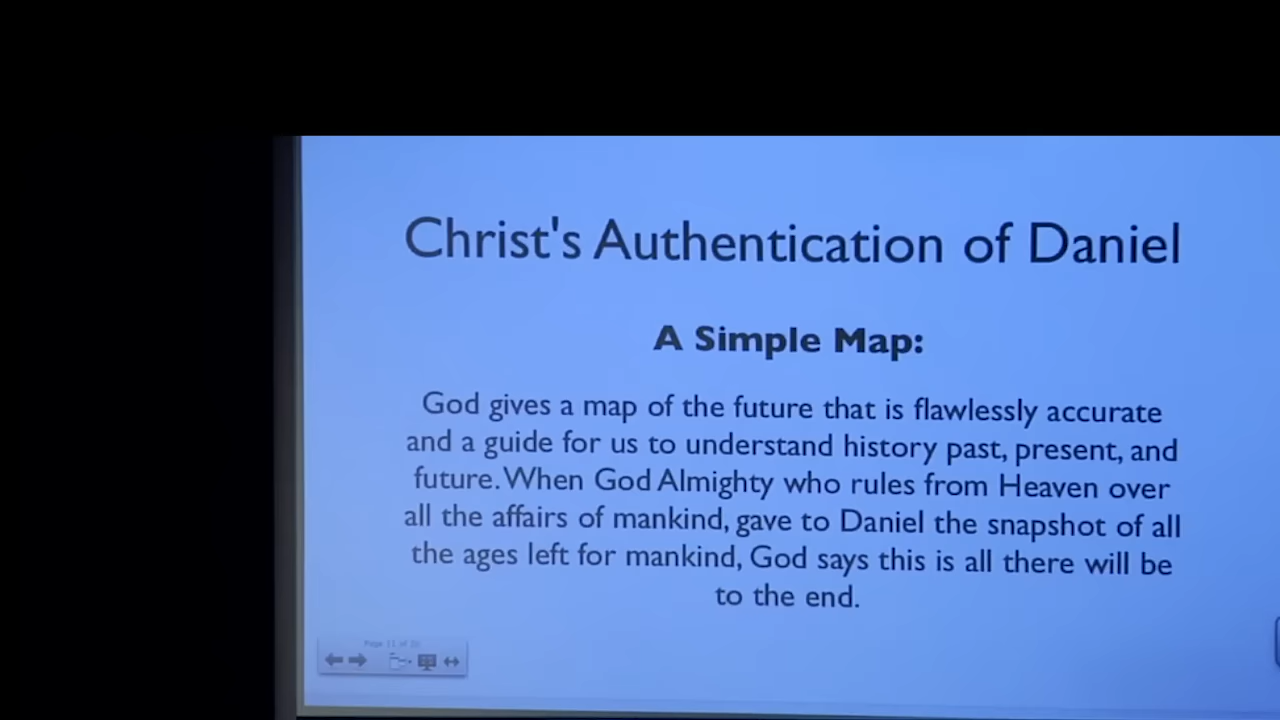 Christ's Authentication of Daniel
A Simple Map:
God gives a map of the future that is flawlessly accurate
and a guide for us to understand history past, present, and
future. When God Almighty who rules from Heaven over
all the affairs of mankind, gave to Daniel the snapshot of all
the ages left for mankind, God says this is all there will be
to the end.
Page 11 of